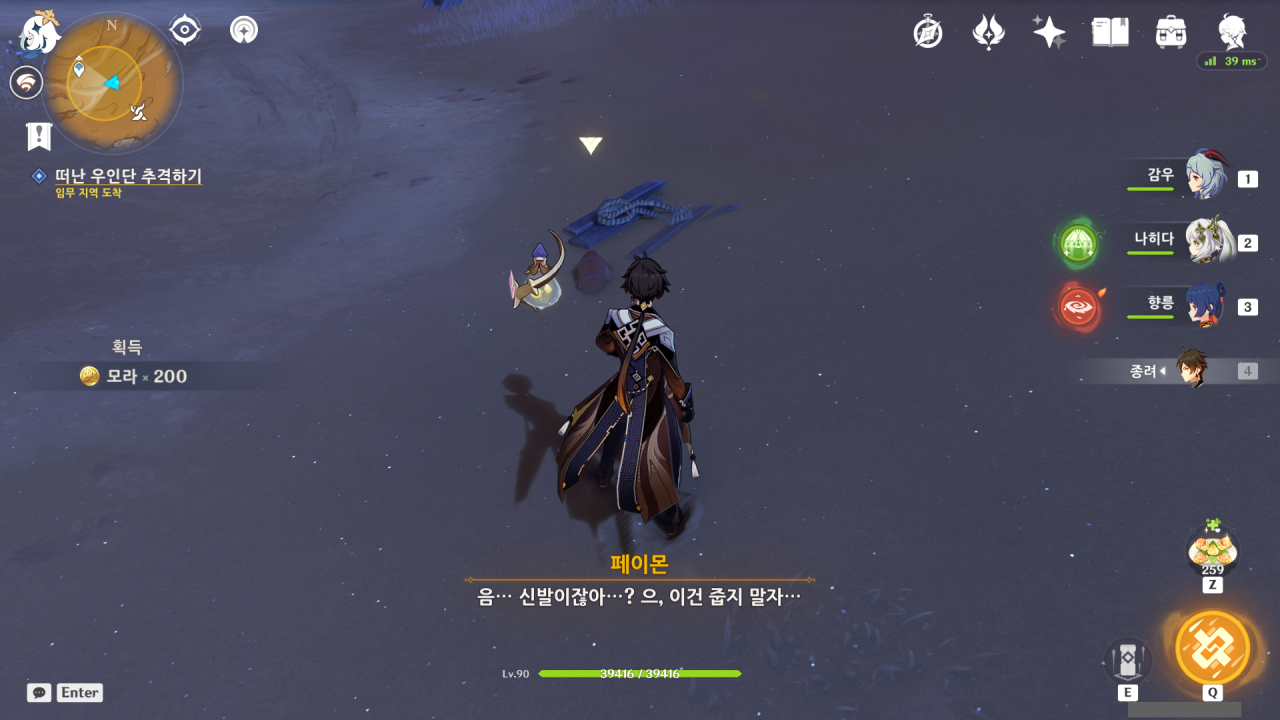 N
39 ms
떠난 우인단 추격하기
임무 지역 도착
감우
1
나히다
2
향릉
3
종려
4
획득
모라 × 200
페이몬
음… 신발이잖아…? 으, 이건 줍지 말자…
259
Z
Lv.90
39416 / 39416
Enter
E
Q